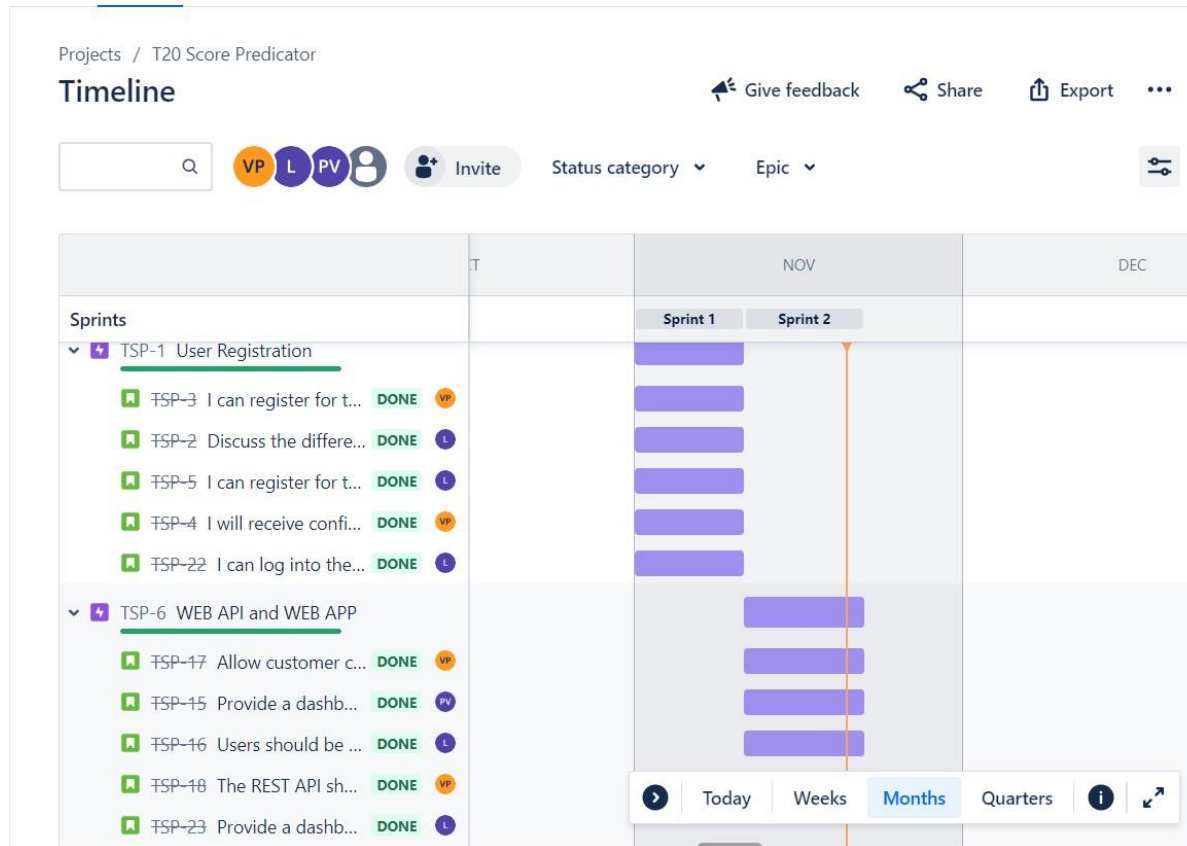 Projects / T20 Score Predicator
Timeline
Give feedback
Share
Export
VP L PV
Invite
Status category
Epic
CT NOV DEC
Sprints Sprint 1 Sprint 2
TSP-1 User Registration
TSP-3 I can register for t... DONE VP
TSP-2 Discuss the differe... DONE L
TSP-5 I can register for t... DONE L
TSP-4 I will receive confi... DONE VP
TSP-22 I can log into the... DONE L
TSP-6 WEB API and WEB APP
TSP-17 Allow customer c... DONE VP
TSP-15 Provide a dashb... DONE PV
TSP-16 Users should be ... DONE L
TSP-18 The REST API sh... DONE VP
Today Weeks Months Quarters
TSP-23 Provide a dashb... DONE L